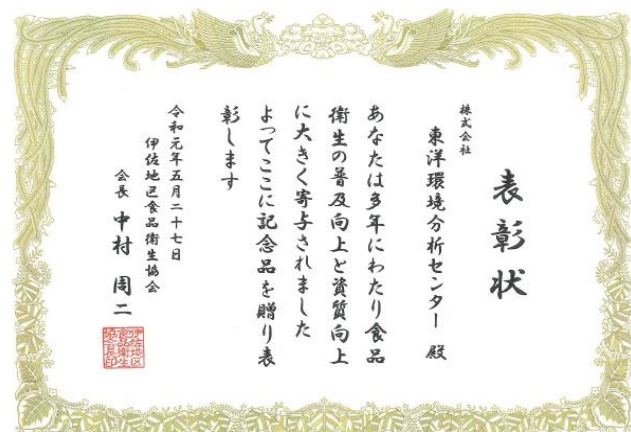 表彰状
株式会社
東洋環境分析センター 殿
あなたは多年にわたり食品
衛生の普及向上と資質向上
に大きく寄与されました
よってここに記念品を贈り表
彰します
令和元年五月二十七日
伊佐地区食品衛生協会
会長 中村 周二